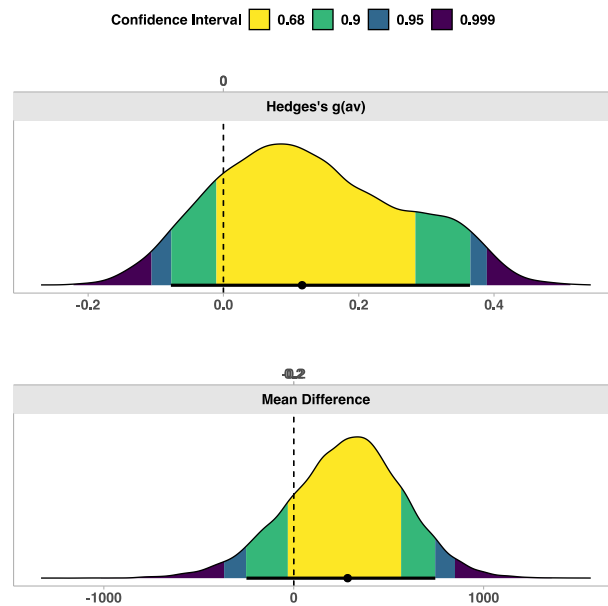 Confidence Interval 0.68 0.9 0.95 0.999
0
Hedges's g(av)
-0.2 0.0 0.2 0.4
Mean Difference
-1000 0 1000